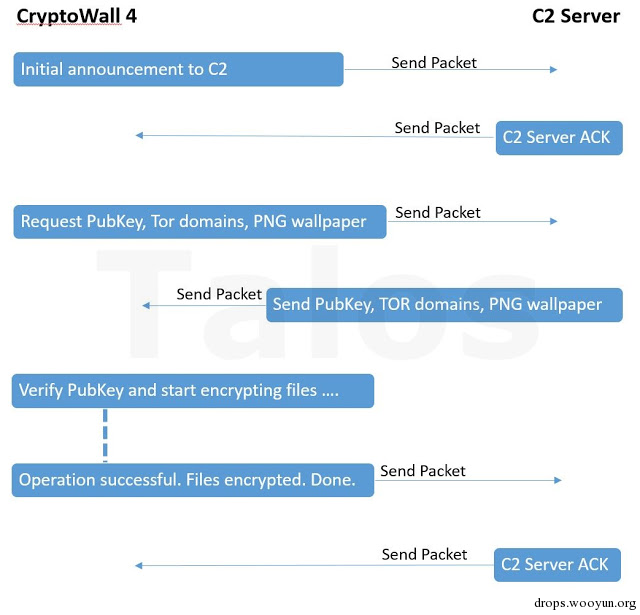 CryptoWall 4
C2 Server
Initial announcement to C2
Send Packet
Send Packet
C2 Server ACK
Request PubKey, Tor domains, PNG wallpaper
Send Packet
Talos
Send Packet
Send PubKey, TOR domains, PNG wallpaper
Verify PubKey and start encrypting files ....
Operation successful. Files encrypted. Done.
Send Packet
Send Packet
C2 Server ACK
drops.wooyun.org